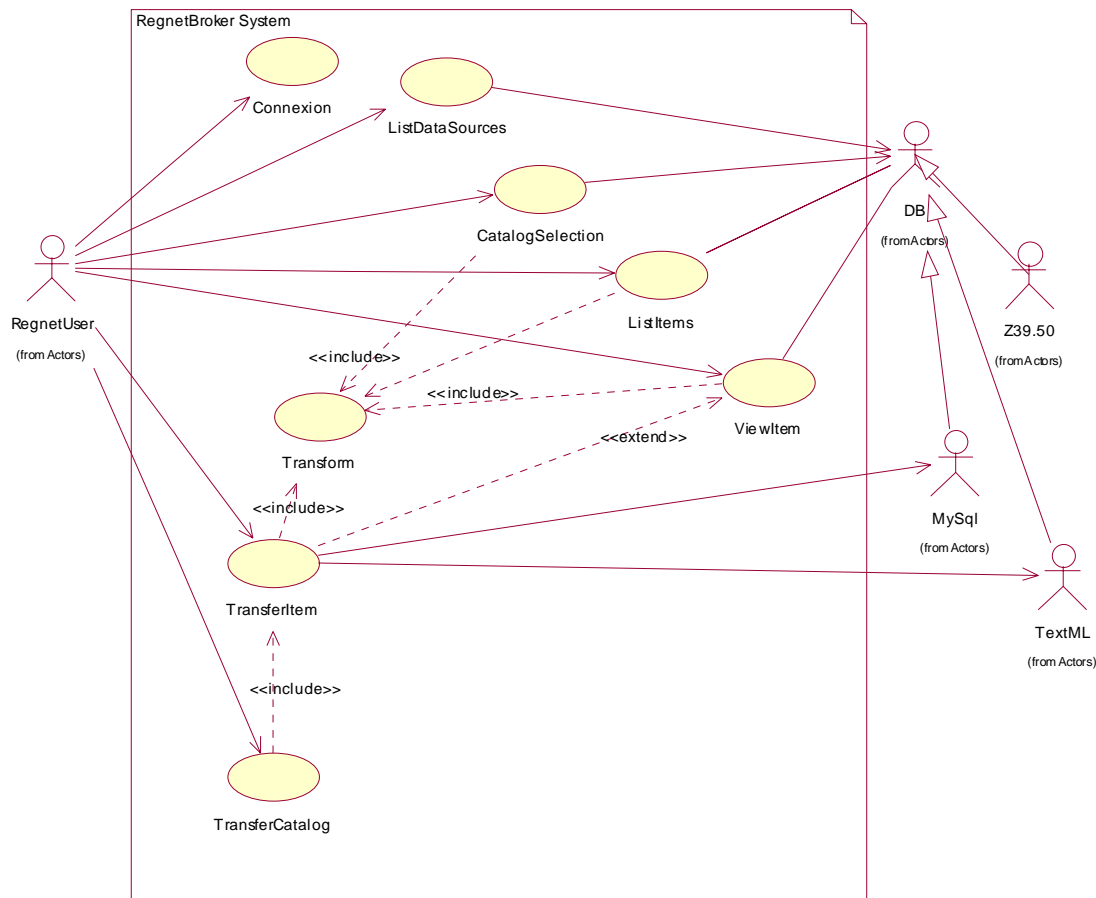 RegnetBroker System
Connexion
ListDataSources
CatalogSelection
DB
(from Actors)
RegnetUser
(from Actors)
ListItems
Z39.50
(from Actors)
<<include>>
<<include>>
ViewItem
<<extend>>
Transform
<<include>>
MySql
(from Actors)
TransferItem
TextML
(from Actors)
<<include>>
TransferCatalog